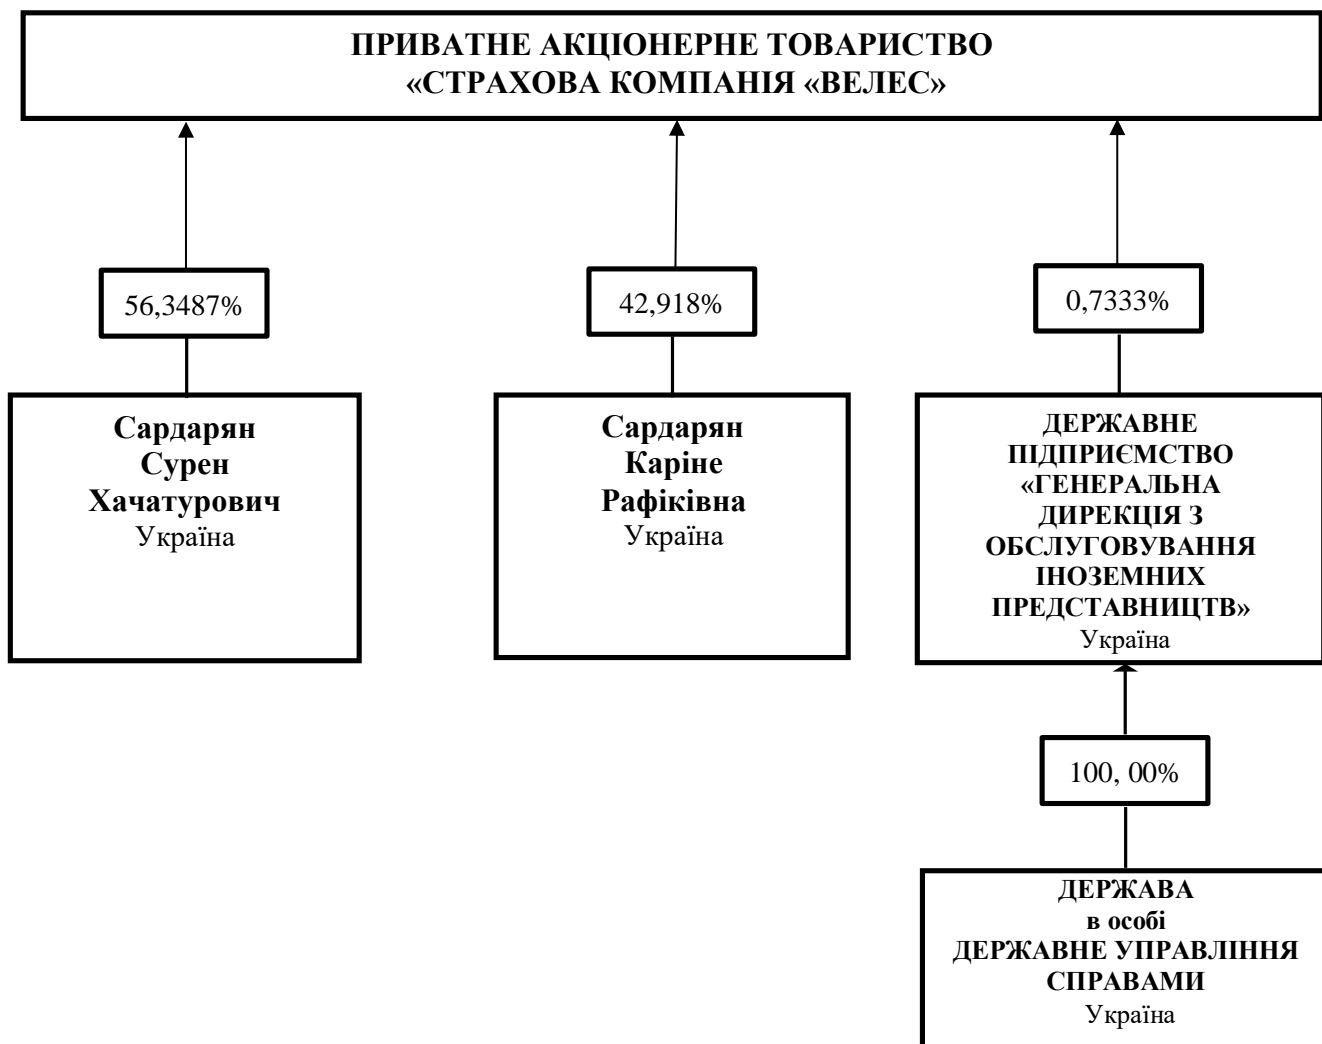 ПРИВАТНЕ АКЦІОНЕРНЕ ТОВАРИСТВО
«СТРАХОВА КОМПАНІЯ «ВЕЛЕС»
56,3487%
42,918%
0,7333%
Сардарян
Сурен
Хачатурович
Україна
Сардарян
Каріне
Рафіківна
Україна
ДЕРЖАВНЕ
ПІДПРИЄМСТВО
«ГЕНЕРАЛЬНА
ДИРЕКЦІЯ З
ОБСЛУГОВУВАННЯ
ІНОЗЕМНИХ
ПРЕДСТАВНИЦТВ»
Україна
100, 00%
ДЕРЖАВА
в особі
ДЕРЖАВНЕ УПРАВЛІННЯ
СПРАВАМИ
Україна